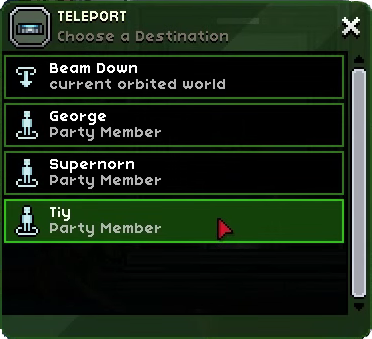 TELEPORT
Choose a Destination
Beam Down
current orbited world
George
Party Member
Supernorn
Party Member
Tiy
Party Member